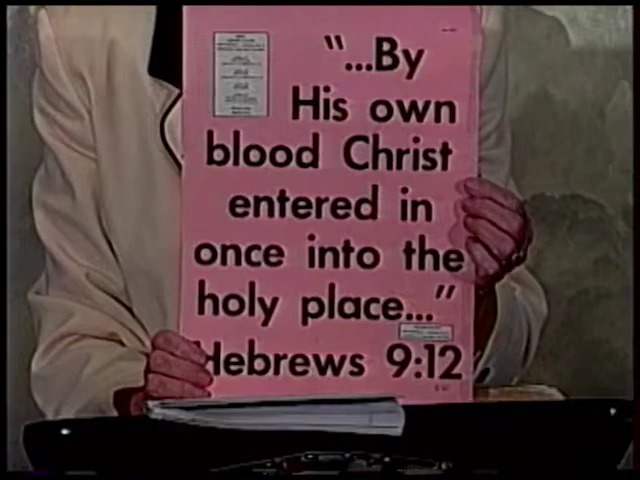 “...By
His own
blood Christ
entered in
once into the
holy place...”
Hebrews 9:12